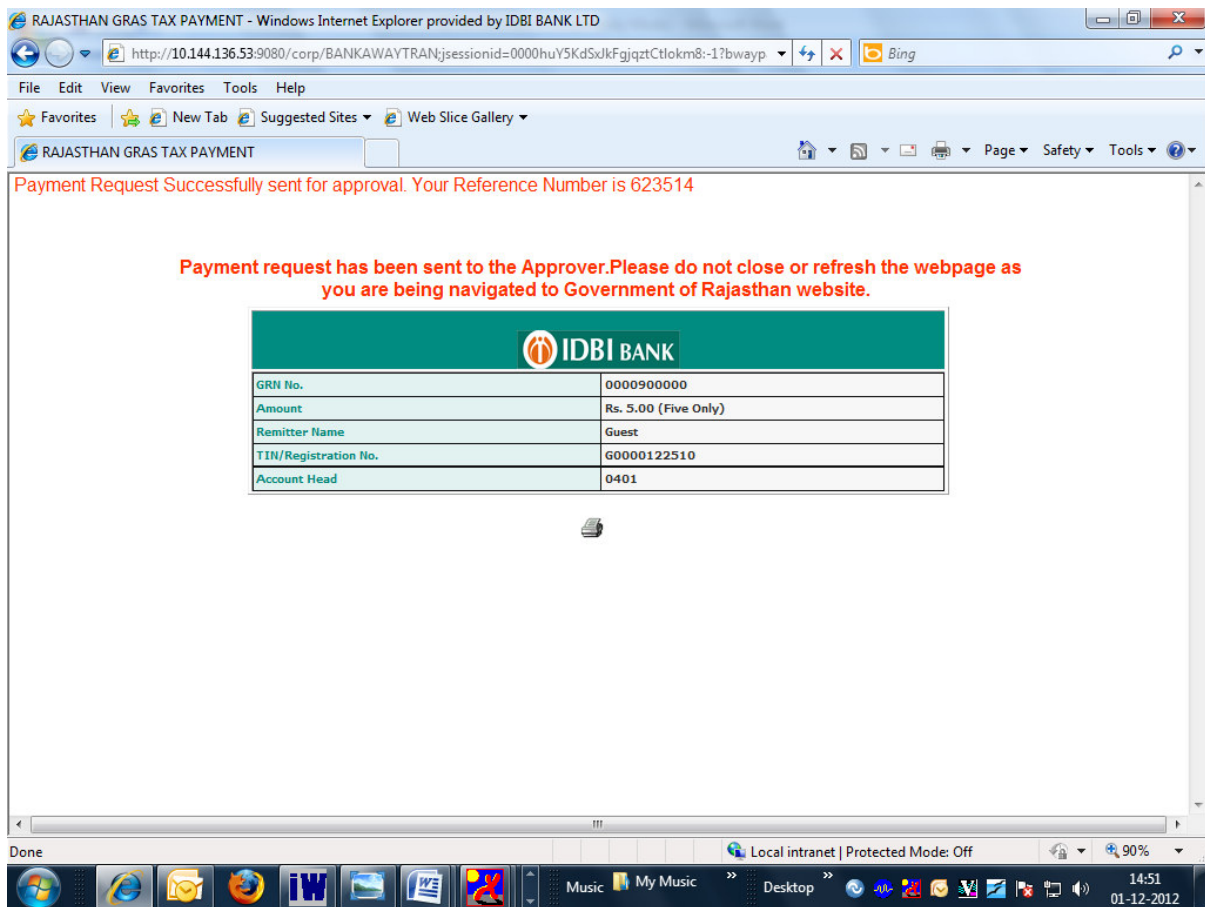 RAJASTHAN GRAS TAX PAYMENT - Windows Internet Explorer provided by IDBI BANK LTD
http://10.144.136.53:9080/corp/BANKAWAYTRAN;jsessionid=0000huY5KdSxJkFgjqztCtlokm8:-1?bwayp
Bing
File Edit View Favorites Tools Help
Favorites New Tab Suggested Sites Web Slice Gallery
RAJASTHAN GRAS TAX PAYMENT Page Safety Tools
Payment Request Successfully sent for approval. Your Reference Number is 623514
Payment request has been sent to the Approver.Please do not close or refresh the webpage as
you are being navigated to Government of Rajasthan website.
IDBI BANK
GRN No. 0000900000
Amount Rs. 5.00 (Five Only)
Remitter Name Guest
TIN/Registration No. G0000122510
Account Head 0401
Done Local intranet | Protected Mode: Off 90%
Music My Music » Desktop » 14:51
01-12-2012